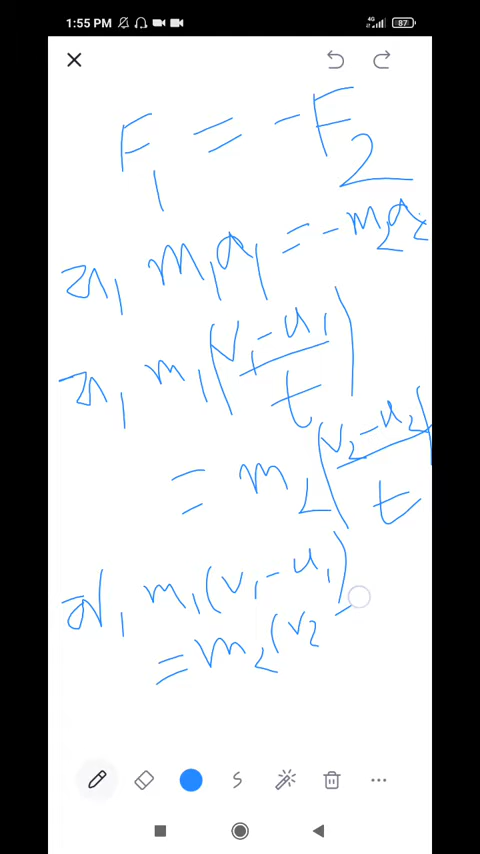 1:55 PM 4G 87
F₁ = -F₂
বা, m₁a₁ = -m₂a₂
বা, m₁(v₁-u₁/t)
= m₂(v₂-u₂/t)
বা, m₁(v₁-u₁)
= m₂(v₂